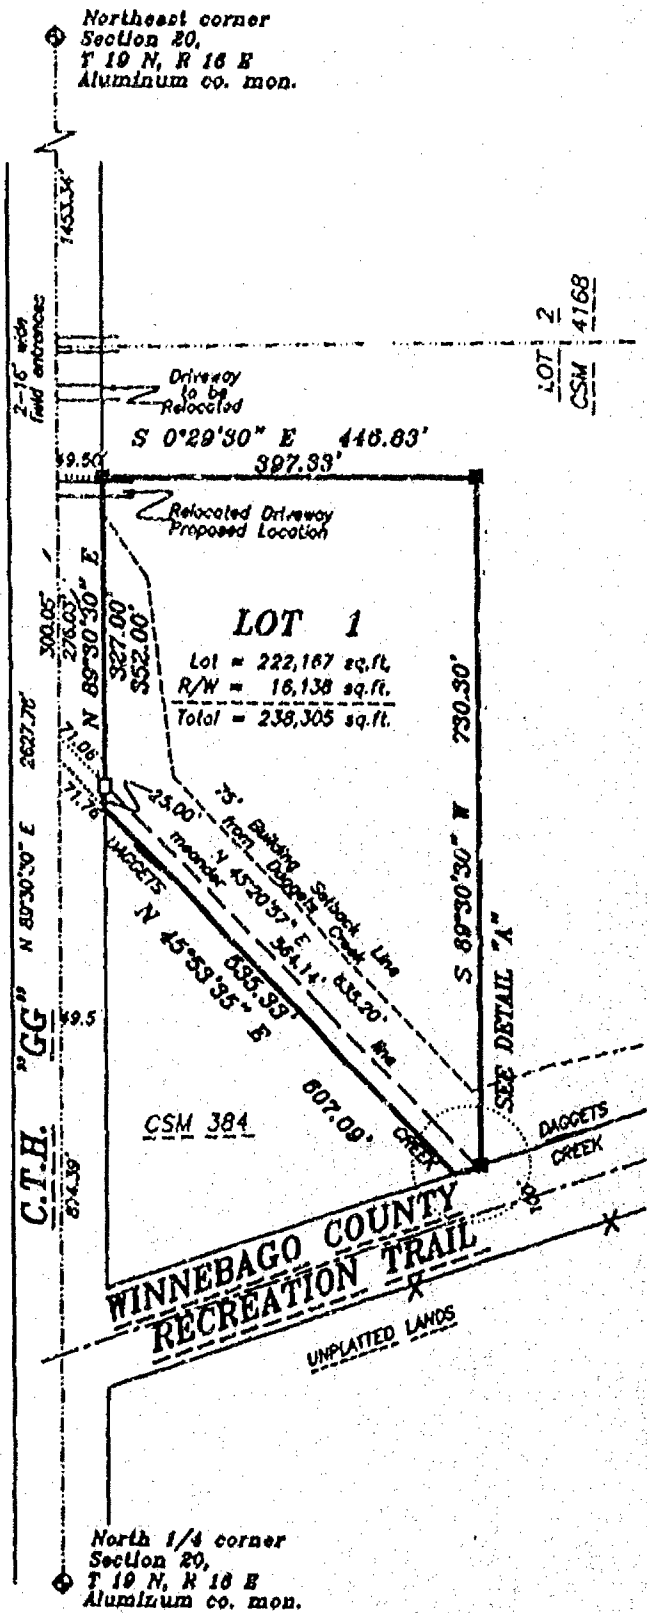 Northeast corner
Section 20,
T 19 N, R 16 E
Aluminum co. mon.
1453.34'
2-16' wide
field entrances
LOT 2
CSM 4168
Driveway
to be
Relocated
S 0°29'30" E 446.83'
397.33'
49.50'
Relocated Driveway
Proposed Location
300.05'
276.03'
N 89°30'30" E
327.00'
352.00'
LOT 1
Lot = 222,167 sq.ft.
R/W = 16,138 sq.ft.
Total = 238,305 sq.ft.
S 89°30'30" W 730.30'
71.06'
71.76'
25.00'
75' Building Setback Line
from Daggets Creek
N 45°20'57" E
meander
line
564.14'
635.20'
DAGGETS
CREEK
N 45°53'35" E
535.33'
607.09'
C.T.H. "GG" N 89°30'30" E 2627.76'
49.5
874.39'
CSM 384
SEE DETAIL "A"
DAGGETS
CREEK
100'
WINNEBAGO COUNTY
RECREATION TRAIL
UNPLATTED LANDS
North 1/4 corner
Section 20,
T 19 N, R 16 E
Aluminum co. mon.